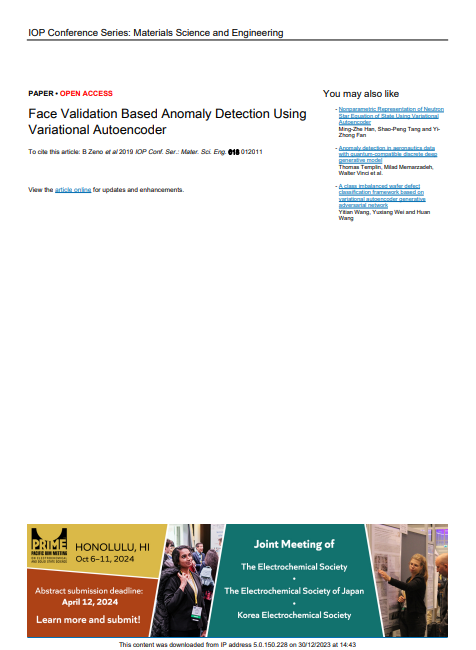 IOP Conference Series: Materials Science and Engineering
PAPER • OPEN ACCESS
Face Validation Based Anomaly Detection Using
Variational Autoencoder
To cite this article: B Zeno et al 2019 IOP Conf. Ser.: Mater. Sci. Eng. 012011
View the article online for updates and enhancements.
You may also like
- Nonparametric Representation of Neutron
Star Equation of State Using Variational
Autoencoder
Ming-Zhe Han, Shao-Peng Tang and Yi-
Zhong Fan
- Anomaly detection in aeronautics data
with quantum-compatible discrete deep
generative model
Thomas Templin, Milad Memarzadeh,
Walter Vinci et al.
- A class imbalanced wafer defect
classification framework based on
variational autoencoder generative
adversarial network
Yitian Wang, Yuxiang Wei and Huan
Wang
PRiME
PACIFIC RIM MEETING
ON ELECTROCHEMICAL
AND SOLID STATE SCIENCE
HONOLULU, HI
Oct 6–11, 2024
Abstract submission deadline:
April 12, 2024
Learn more and submit!
Joint Meeting of
The Electrochemical Society
•
The Electrochemical Society of Japan
•
Korea Electrochemical Society
This content was downloaded from IP address 5.0.150.228 on 30/12/2023 at 14:43